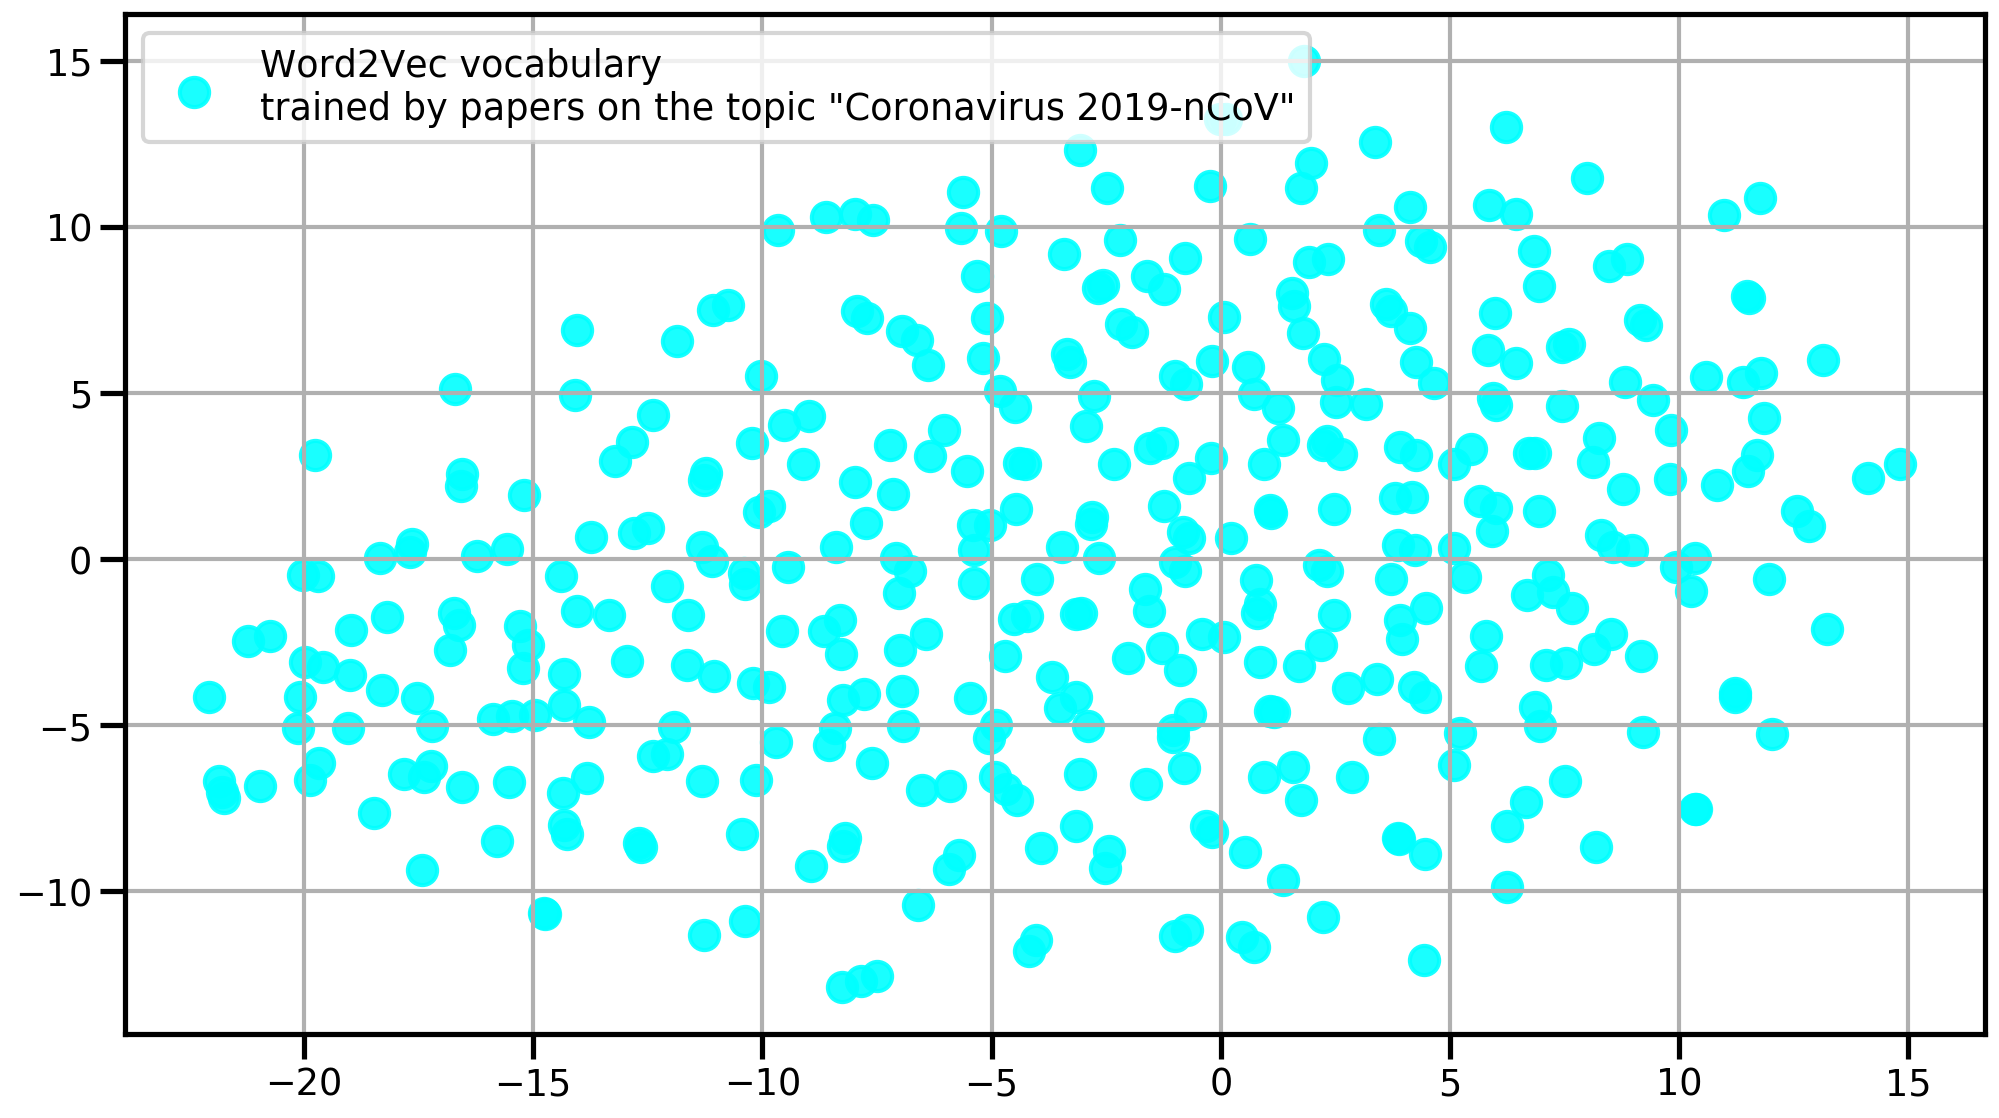 Word2Vec vocabulary
trained by papers on the topic "Coronavirus 2019-nCoV"
15
10
5
0
−5
−10
−20 −15 −10 −5 0 5 10 15